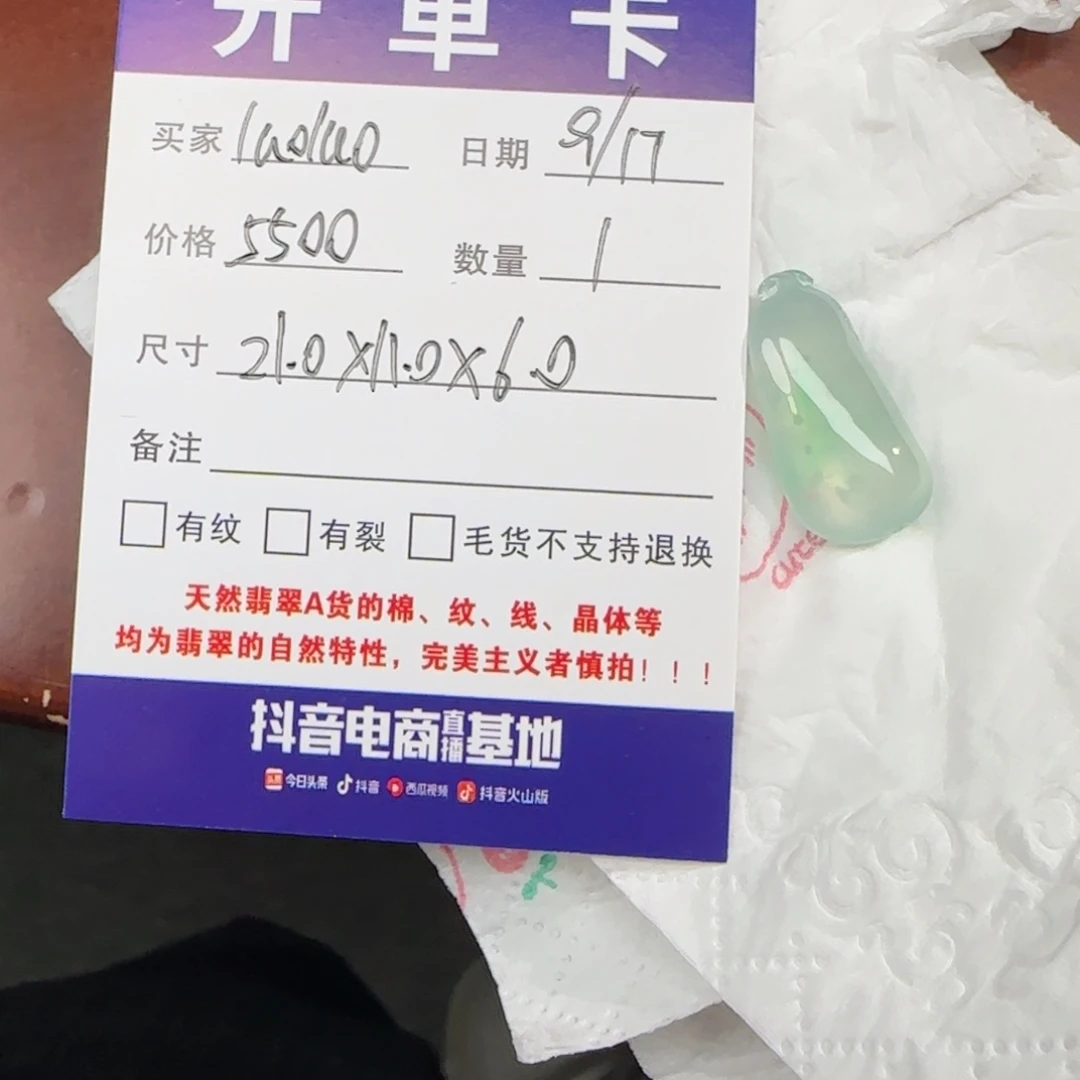 开单卡
买家 lalalala 日期 9/17
价格 5500 数量 1
尺寸 21.0X11.0X6.0
备注
有纹 有裂 毛货不支持退换
天然翡翠A货的棉、纹、线、晶体等
均为翡翠的自然特性，完美主义者慎拍！！！
抖音电商直播基地
头条 今日头条 抖音 西瓜视频 抖音火山版